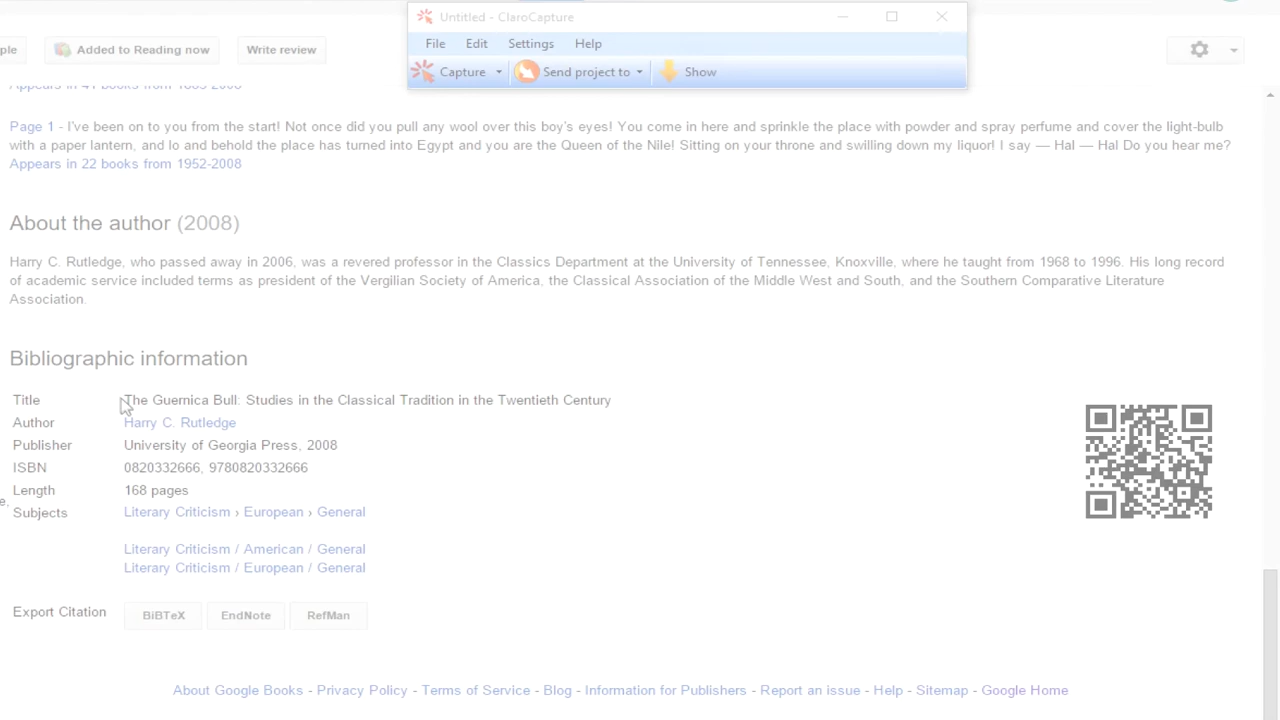 Untitled - ClaroCapture
File Edit Settings Help
Capture Send project to Show
ple Added to Reading now Write review
Appears in 41 books from 1889-2008
Page 1 - I've been on to you from the start! Not once did you pull any wool over this boy's eyes! You come in here and sprinkle the place with powder and spray perfume and cover the light-bulb
with a paper lantern, and lo and behold the place has turned into Egypt and you are the Queen of the Nile! Sitting on your throne and swilling down my liquor! I say — Hal — Hal Do you hear me?
Appears in 22 books from 1952-2008
About the author (2008)
Harry C. Rutledge, who passed away in 2006, was a revered professor in the Classics Department at the University of Tennessee, Knoxville, where he taught from 1968 to 1996. His long record
of academic service included terms as president of the Vergilian Society of America, the Classical Association of the Middle West and South, and the Southern Comparative Literature
Association.
Bibliographic information
Title The Guernica Bull: Studies in the Classical Tradition in the Twentieth Century
Author Harry C. Rutledge
Publisher University of Georgia Press, 2008
ISBN 0820332666, 9780820332666
Length 168 pages
e, Subjects Literary Criticism › European › General
Literary Criticism / American / General
Literary Criticism / European / General
Export Citation BiBTeX EndNote RefMan
About Google Books - Privacy Policy - Terms of Service - Blog - Information for Publishers - Report an issue - Help - Sitemap - Google Home